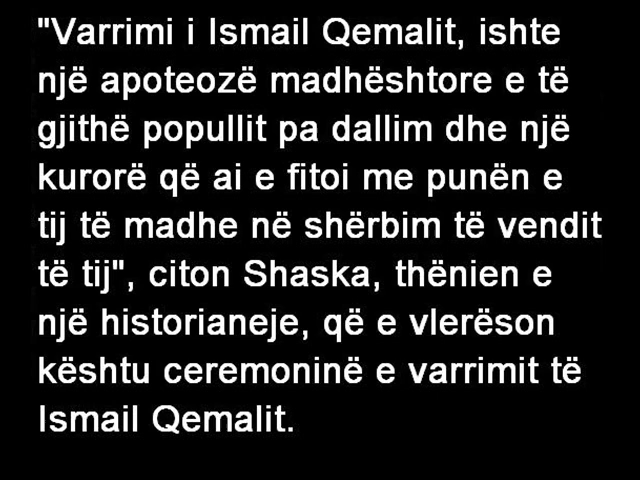 "Varrimi i Ismail Qemalit, ishte
një apoteozë madhështore e të
gjithë popullit pa dallim dhe një
kurorë që ai e fitoi me punën e
tij të madhe në shërbim të vendit
të tij", citon Shaska, thënien e
një historianeje, që e vlerëson
kështu ceremoninë e varrimit të
Ismail Qemalit.